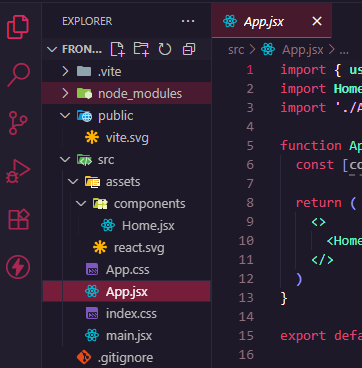 EXPLORER
FRON...
.vite
node_modules
public
vite.svg
src
assets
components
Home.jsx
react.svg
App.css
App.jsx
index.css
main.jsx
.gitignore
App.jsx
src > App.jsx > ...
1 import { us
2 import Home
3 import './A
4
5 function Ap
6 const [co
7
8 return (
9 <>
10 <Home
11 </>
12 )
13 }
14
15 export defa
16